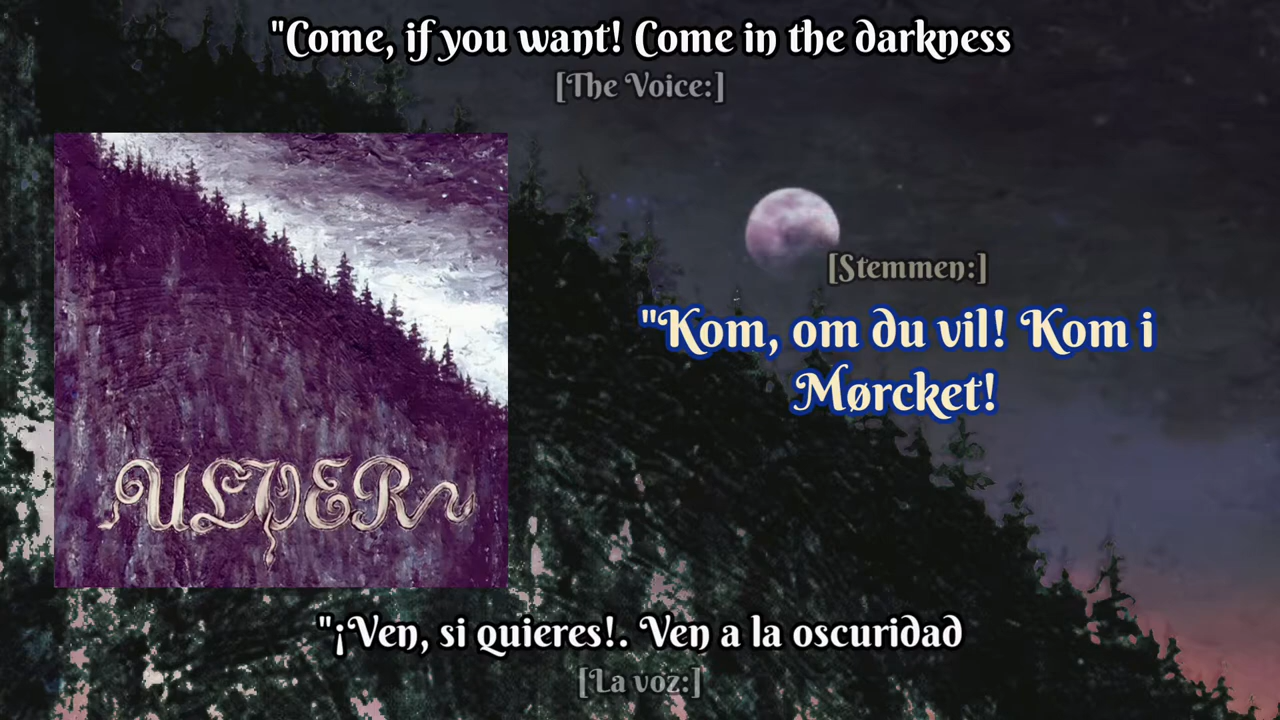 "Come, if you want! Come in the darkness
[The Voice:]
[Stemmen:]
"Kom, om du vil! Kom i
Mørcket!
ULVER
"¡Ven, si quieres!. Ven a la oscuridad
[La voz:]